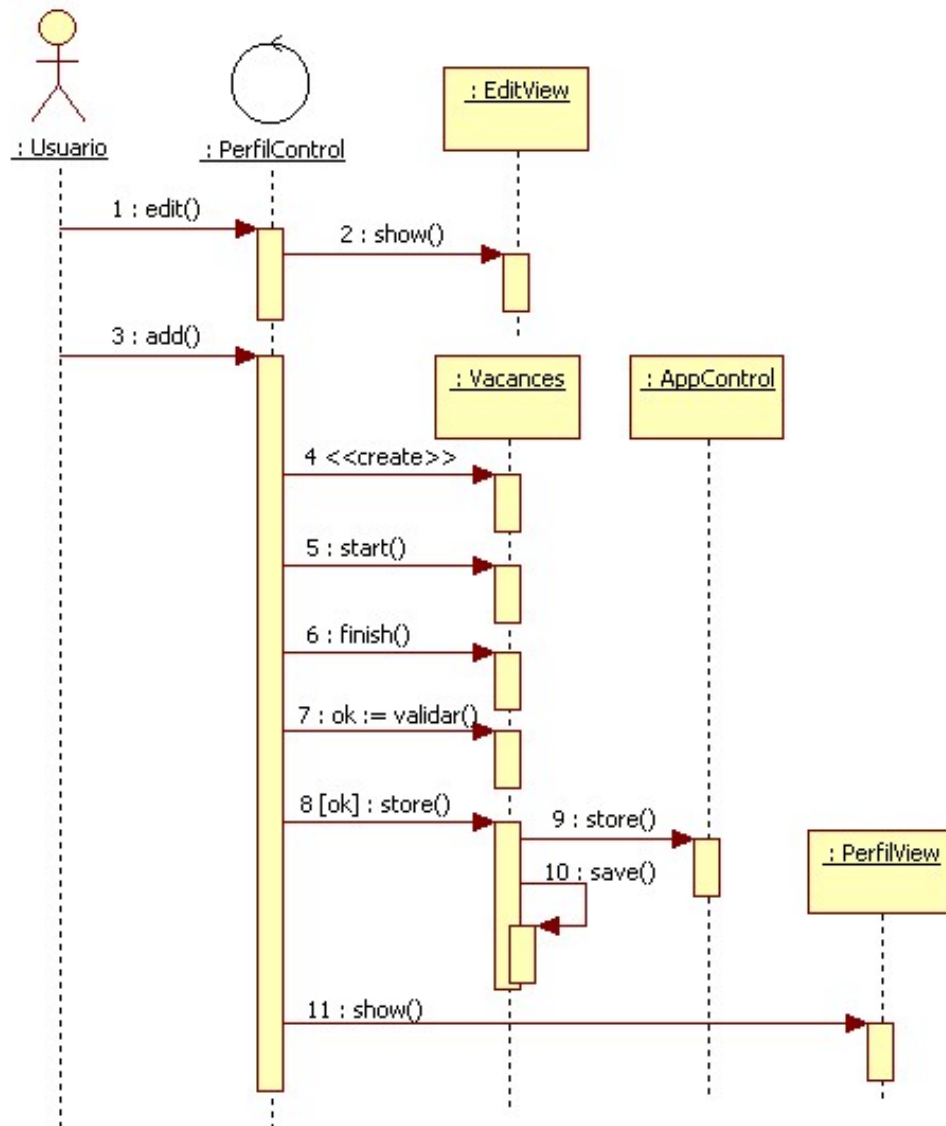 : EditView
: Usuario
: PerfilControl
1 : edit()
2 : show()
3 : add()
: Vacances
: AppControl
4 <<create>>
5 : start()
6 : finish()
7 : ok := validar()
8 [ok] : store()
9 : store()
: PerfilView
10 : save()
11 : show()